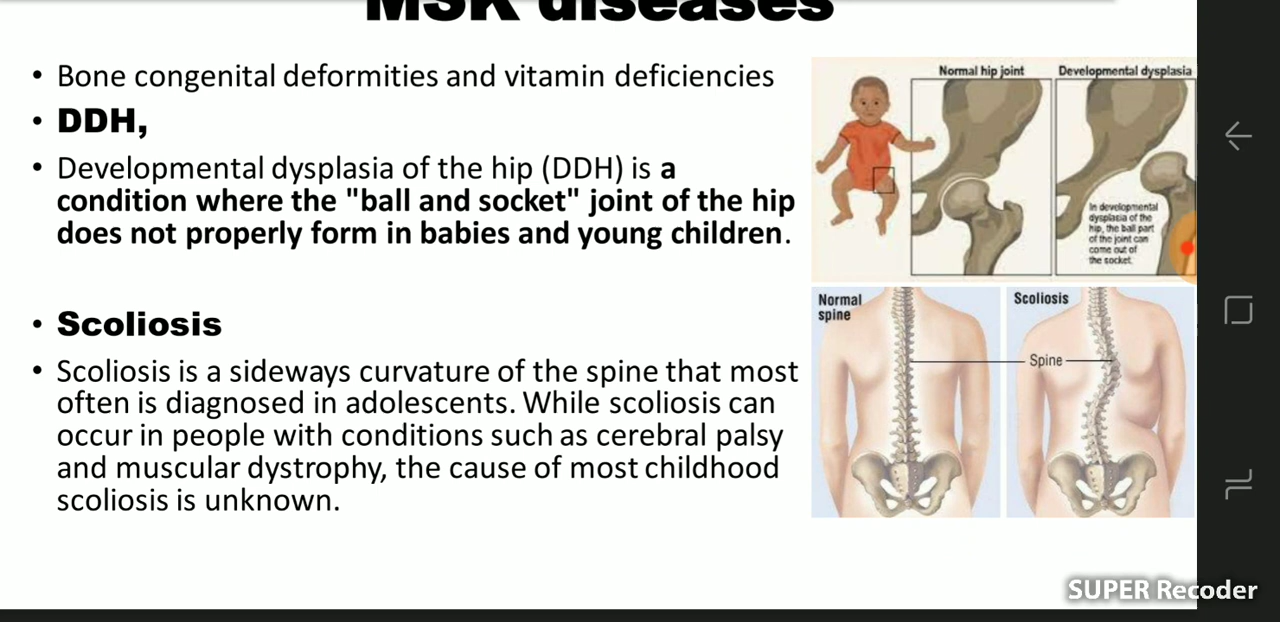 MSK diseases
• Bone congenital deformities and vitamin deficiencies
• DDH,
• Developmental dysplasia of the hip (DDH) is a
condition where the "ball and socket" joint of the hip
does not properly form in babies and young children.
• Scoliosis
• Scoliosis is a sideways curvature of the spine that most
often is diagnosed in adolescents. While scoliosis can
occur in people with conditions such as cerebral palsy
and muscular dystrophy, the cause of most childhood
scoliosis is unknown.
Normal hip joint
Developmental dysplasia
In developmental
dysplasia of the
hip, the ball part
of the joint can
come out of
the socket.
Normal
spine
Scoliosis
Spine
SUPER Recoder